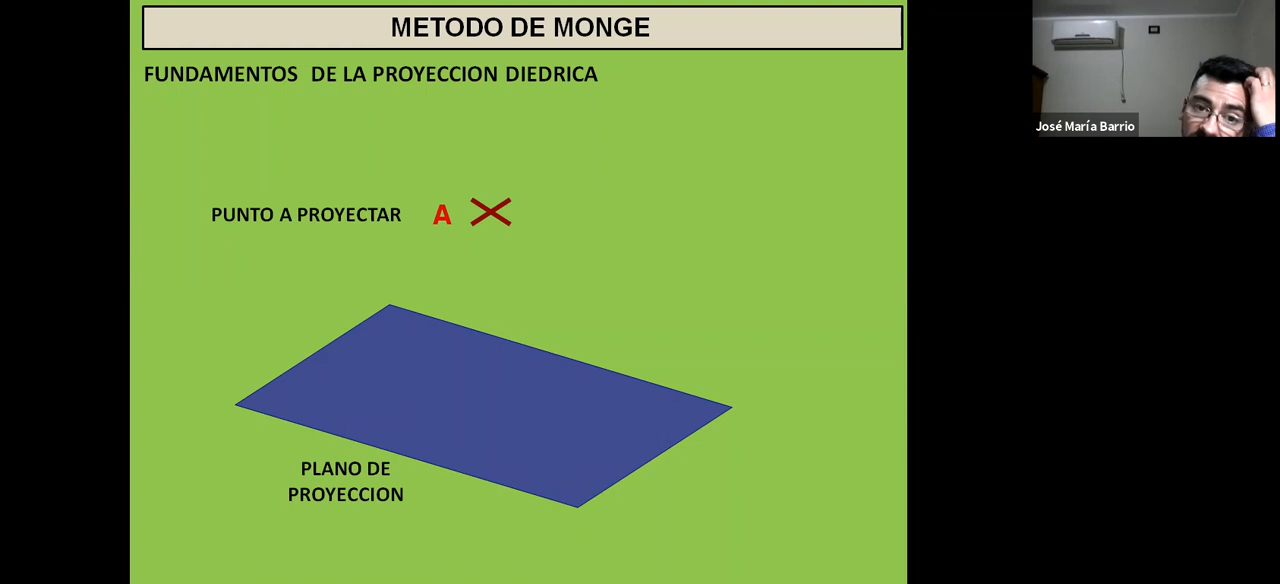 METODO DE MONGE
FUNDAMENTOS DE LA PROYECCION DIEDRICA
PUNTO A PROYECTAR A
PLANO DE
PROYECCION
José María Barrio